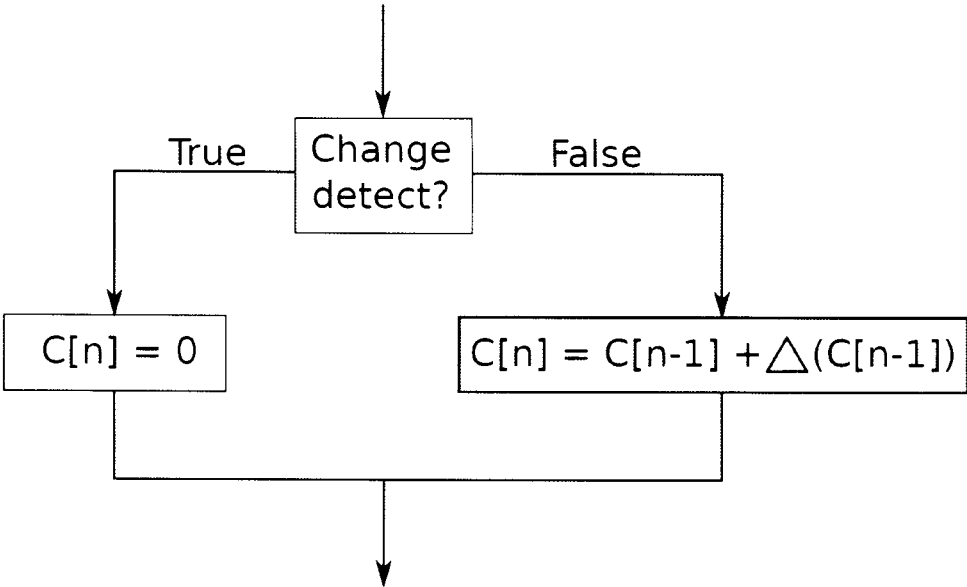 True
Change
detect?
False
C[n] = 0
C[n] = C[n-1] + △(C[n-1])